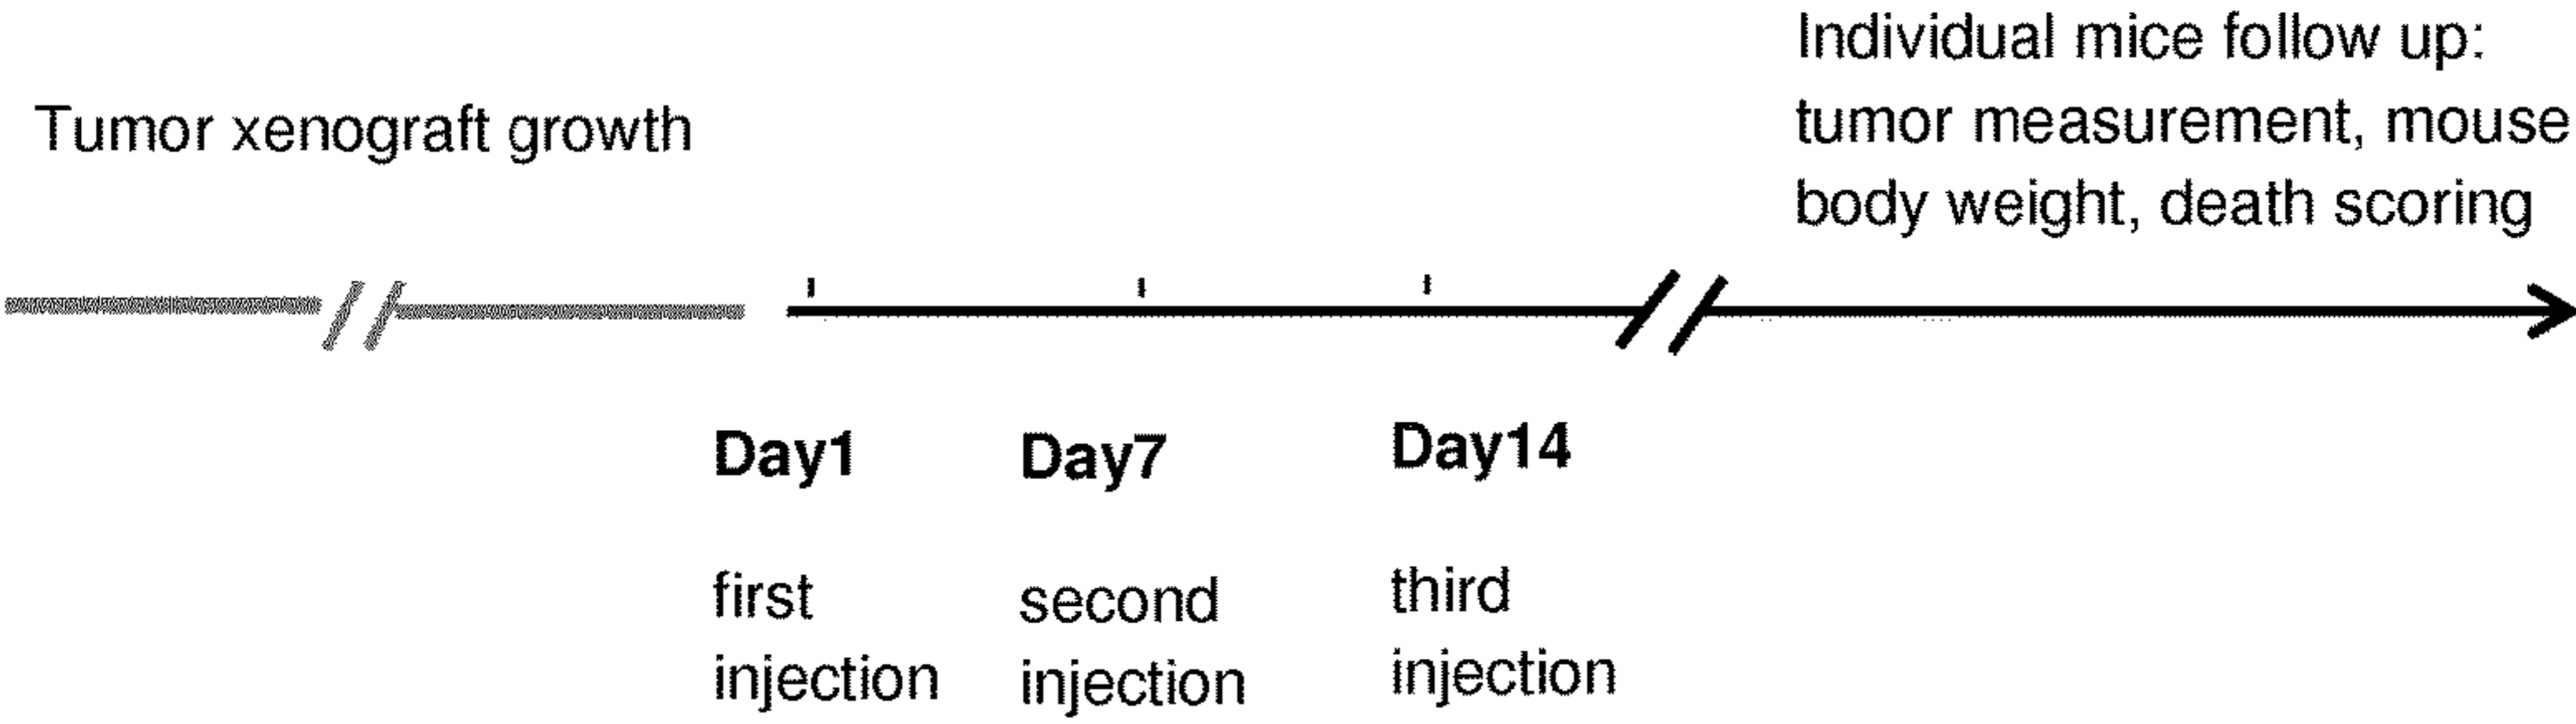 Tumor xenograft growth
Individual mice follow up:
tumor measurement, mouse
body weight, death scoring
Day1
first
injection
Day7
second
injection
Day14
third
injection